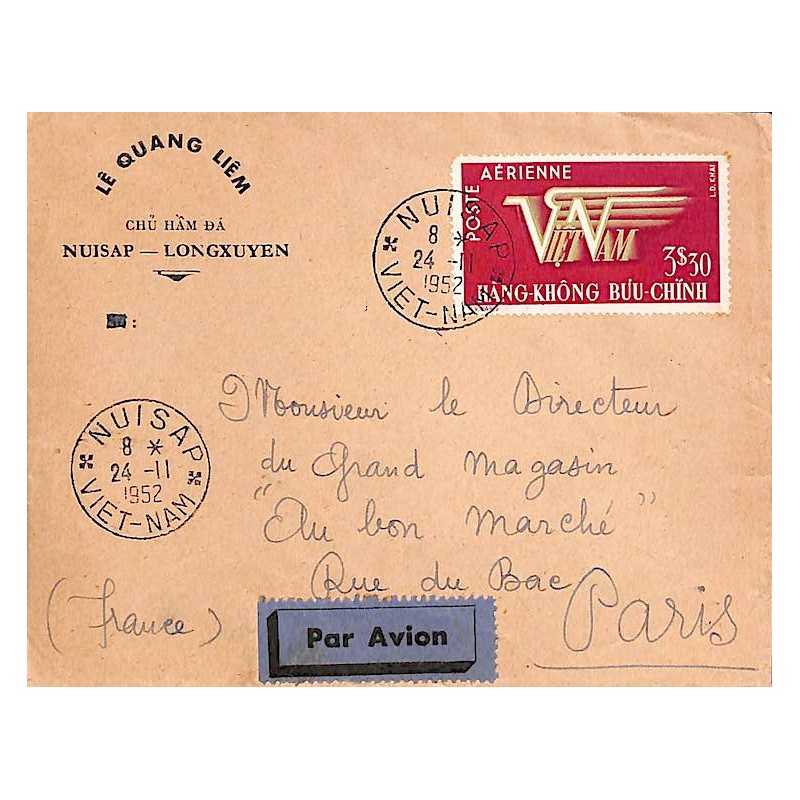 LÊ QUANG LIÊM
CHỦ HẦM ĐÁ
NUISAP — LONGXUYEN
:
POSTE AÉRIENNE
L.D. KHAI
VIỆT NAM
3$30
HÀNG-KHÔNG BƯU-CHÍNH
NUISAP
8 *
24 -11
1952
VIET-NAM
NUISAP
8 *
24 -11
1952
VIET-NAM
Monsieur le Directeur
du Grand Magasin
"Au bon Marché"
Rue du Bac
Paris
(France)
Par Avion